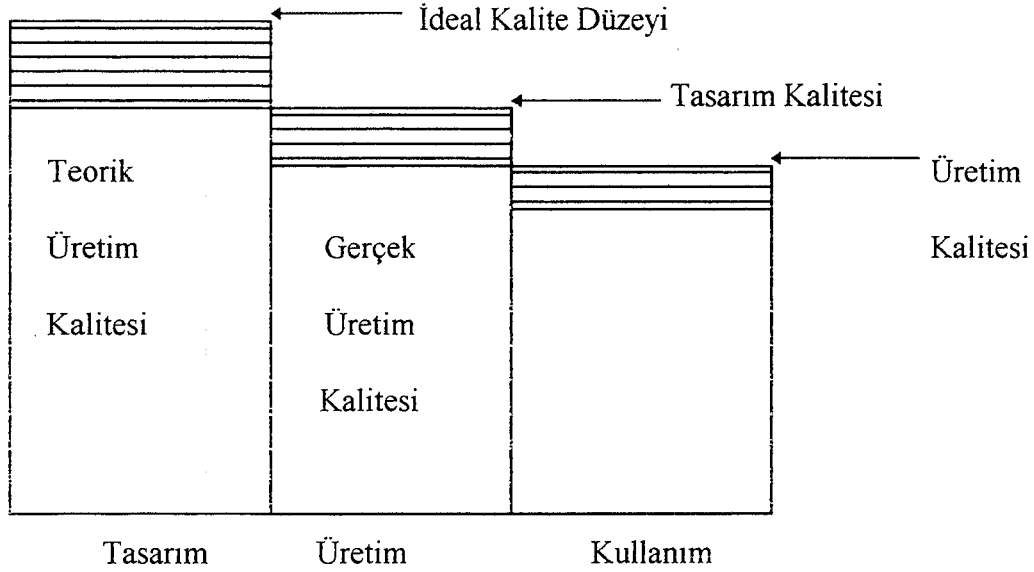 İdeal Kalite Düzeyi
Tasarım Kalitesi
Teorik
Üretim
Kalitesi
Gerçek
Üretim
Kalitesi
Üretim
Kalitesi
Tasarım
Üretim
Kullanım